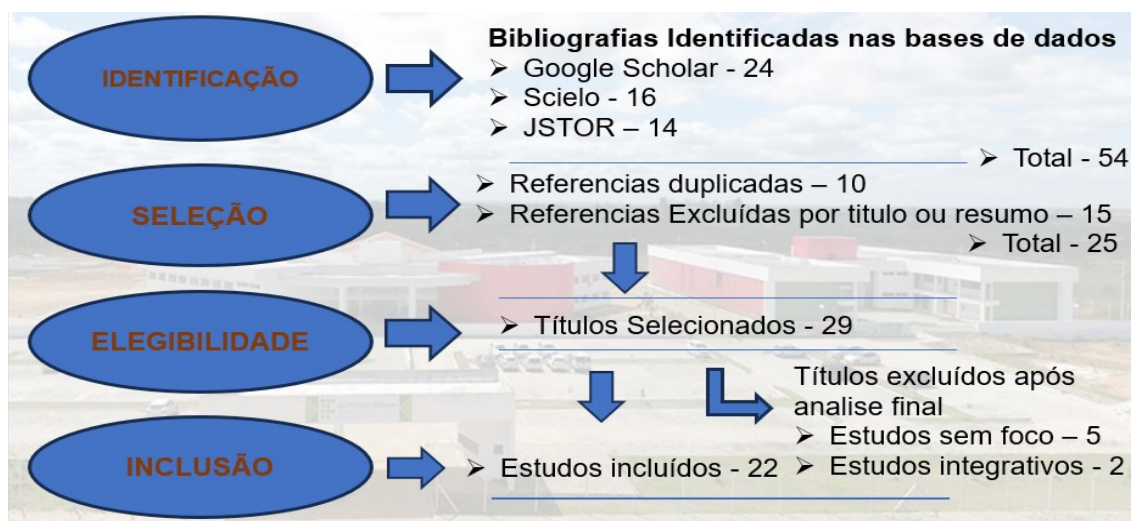 IDENTIFICAÇÃO
Bibliografias Identificadas nas bases de dados
➢ Google Scholar - 24
➢ Scielo - 16
➢ JSTOR – 14
➢ Total - 54
SELEÇÃO
➢ Referencias duplicadas – 10
➢ Referencias Excluídas por titulo ou resumo – 15
➢ Total - 25
ELEGIBILIDADE
➢ Títulos Selecionados - 29
Títulos excluídos após
analise final
➢ Estudos sem foco – 5
➢ Estudos integrativos - 2
INCLUSÃO
➢ Estudos incluídos - 22